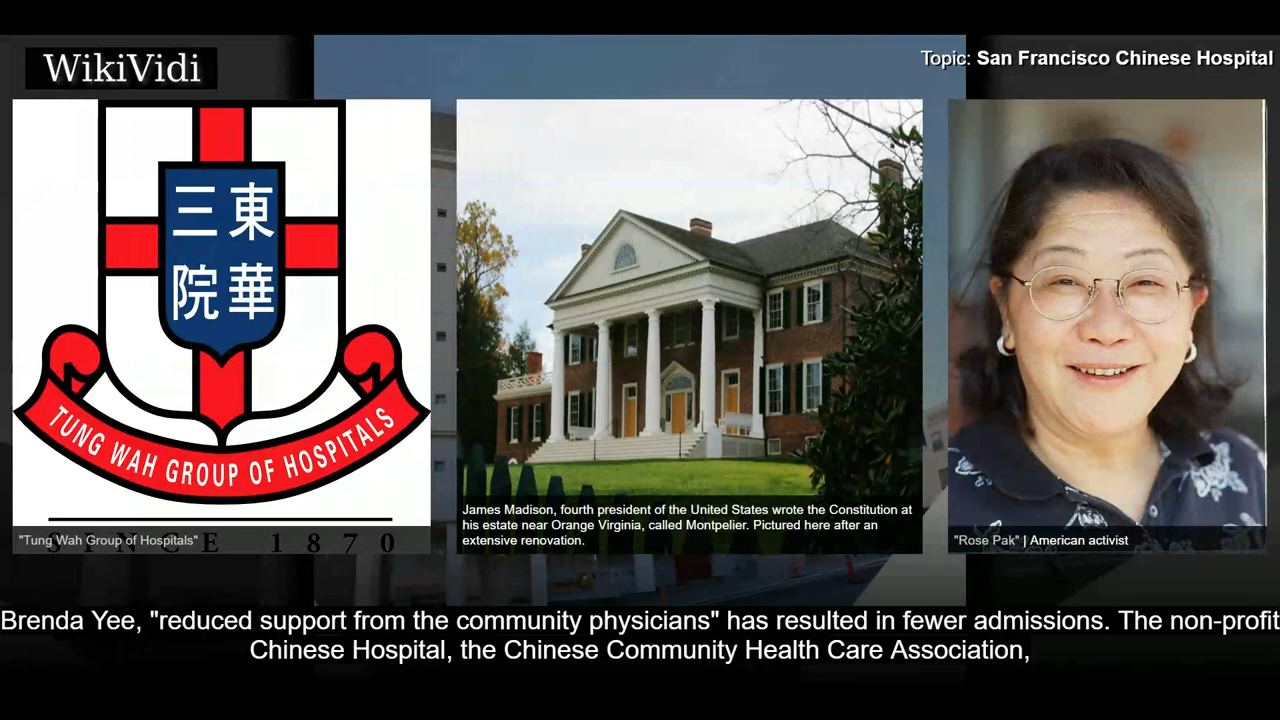 WikiVidi
Topic: San Francisco Chinese Hospital
三東
院華
TUNG WAH GROUP OF HOSPITALS
SINCE 1870
"Tung Wah Group of Hospitals"
James Madison, fourth president of the United States wrote the Constitution at
his estate near Orange Virginia, called Montpelier. Pictured here after an
extensive renovation.
"Rose Pak" | American activist
Brenda Yee, "reduced support from the community physicians" has resulted in fewer admissions. The non-profit
Chinese Hospital, the Chinese Community Health Care Association,